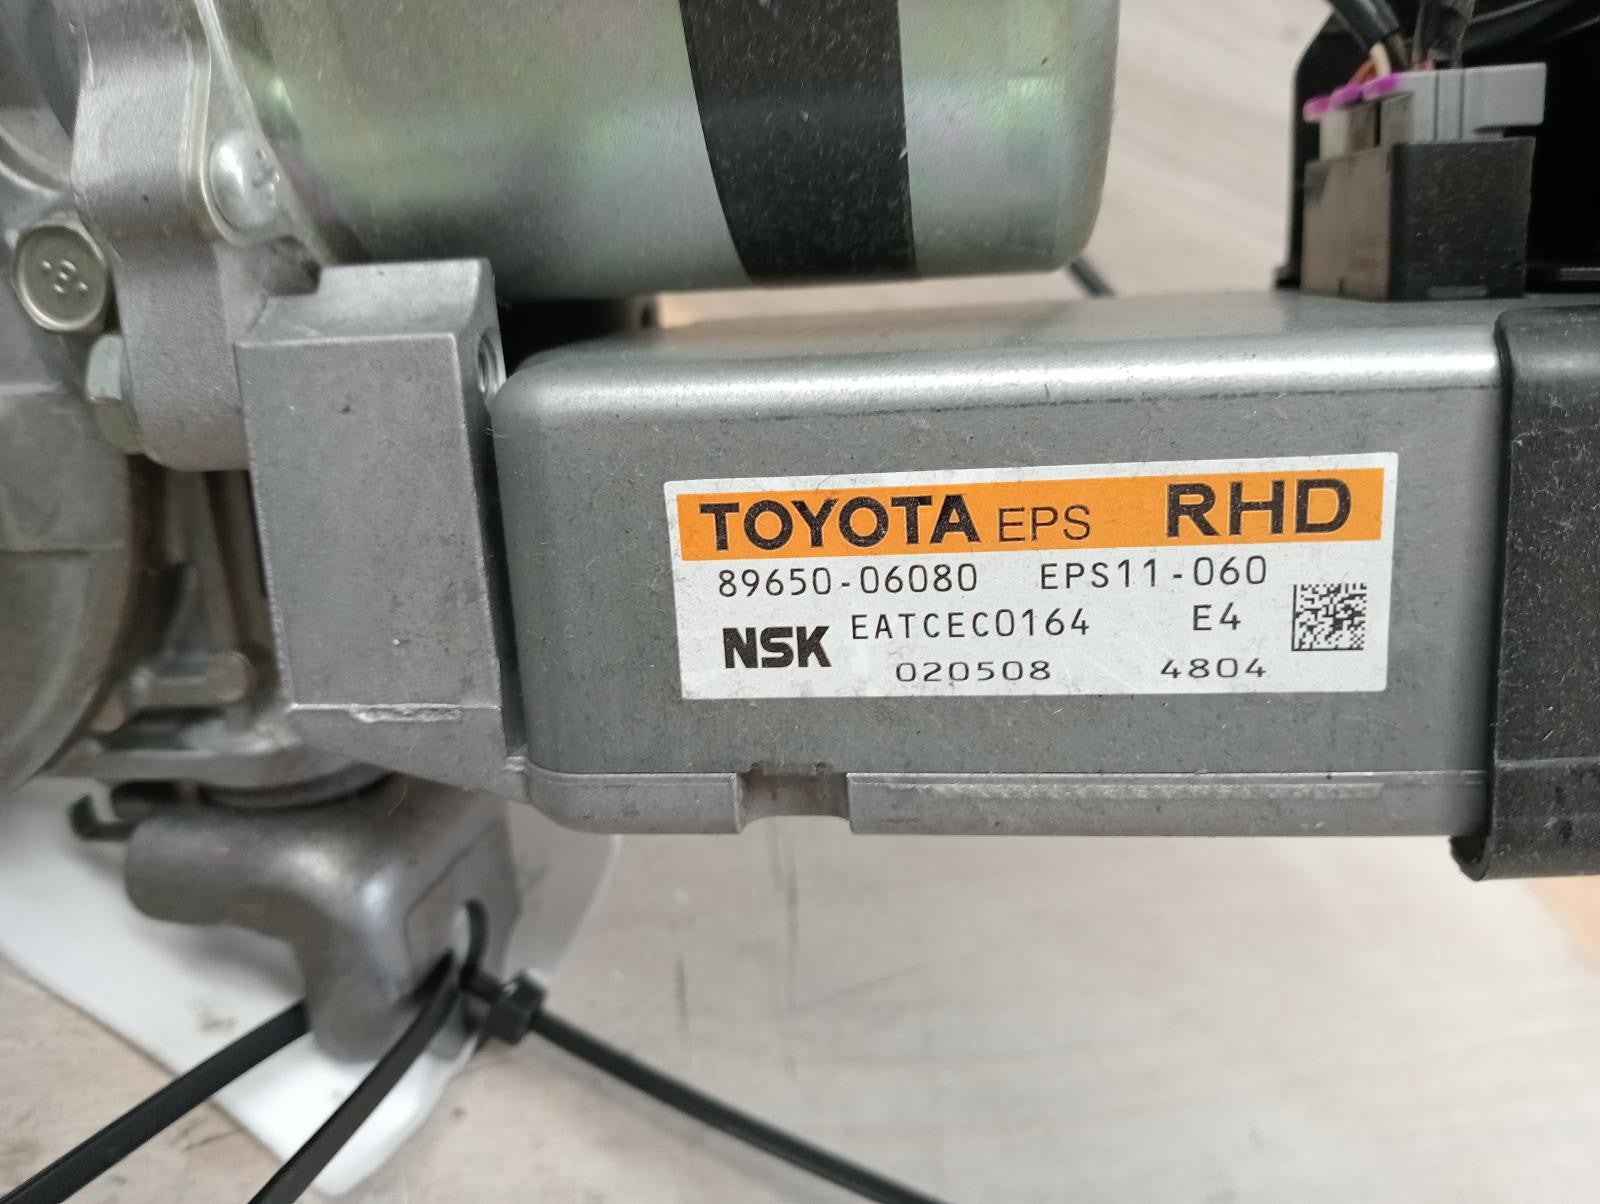 TOYOTA EPS RHD
89650-06080 EPS11-060
NSK EATCEC0164 E4
020508 4804